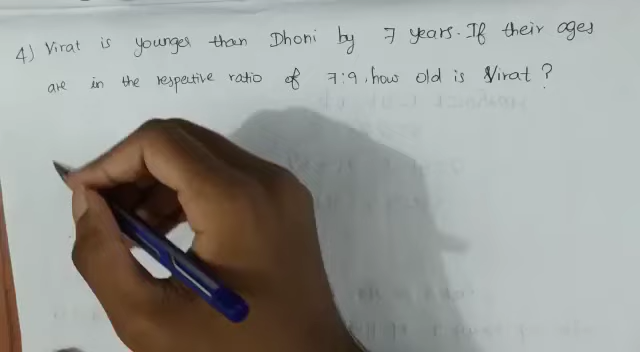 4) Virat is younger than Dhoni by 7 years. If their ages
are in the respective ratio of 7:9, how old is Virat?